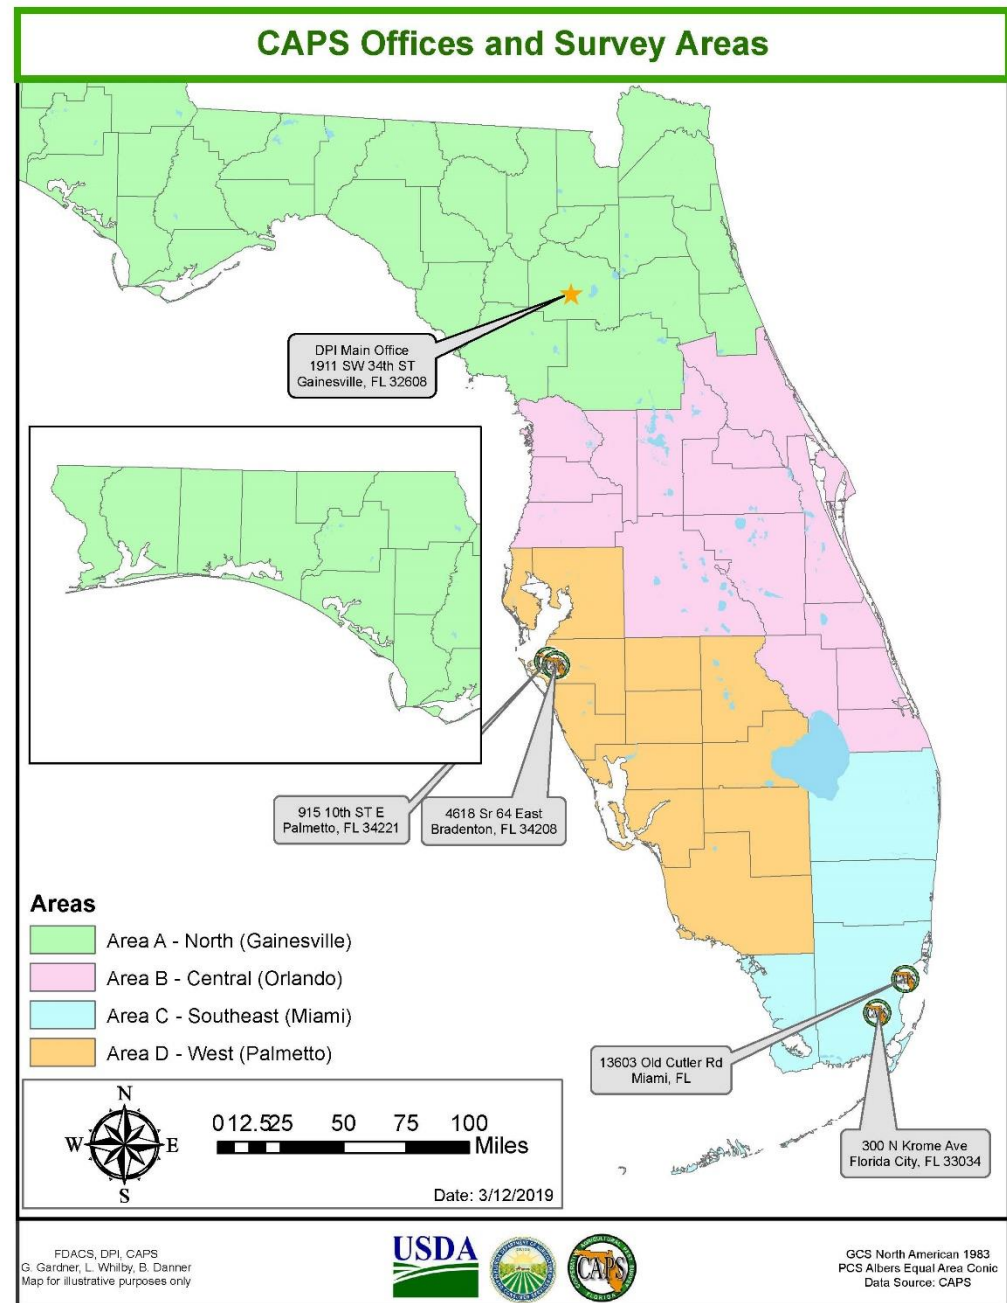 CAPS Offices and Survey Areas
DPI Main Office
1911 SW 34th ST
Gainesville, FL 32608
915 10th ST E
Palmetto, FL 34221
4618 Sr 64 East
Bradenton, FL 34208
13603 Old Cutler Rd
Miami, FL
300 N Krome Ave
Florida City, FL 33034
Areas
Area A - North (Gainesville)
Area B - Central (Orlando)
Area C - Southeast (Miami)
Area D - West (Palmetto)
N
W E
S
0 12.5 25 50 75 100
Miles
Date: 3/12/2019
FDACS, DPI, CAPS
G. Gardner, L. Whilby, B. Danner
Map for illustrative purposes only
USDA
CAPS
GCS North American 1983
PCS Albers Equal Area Conic
Data Source: CAPS